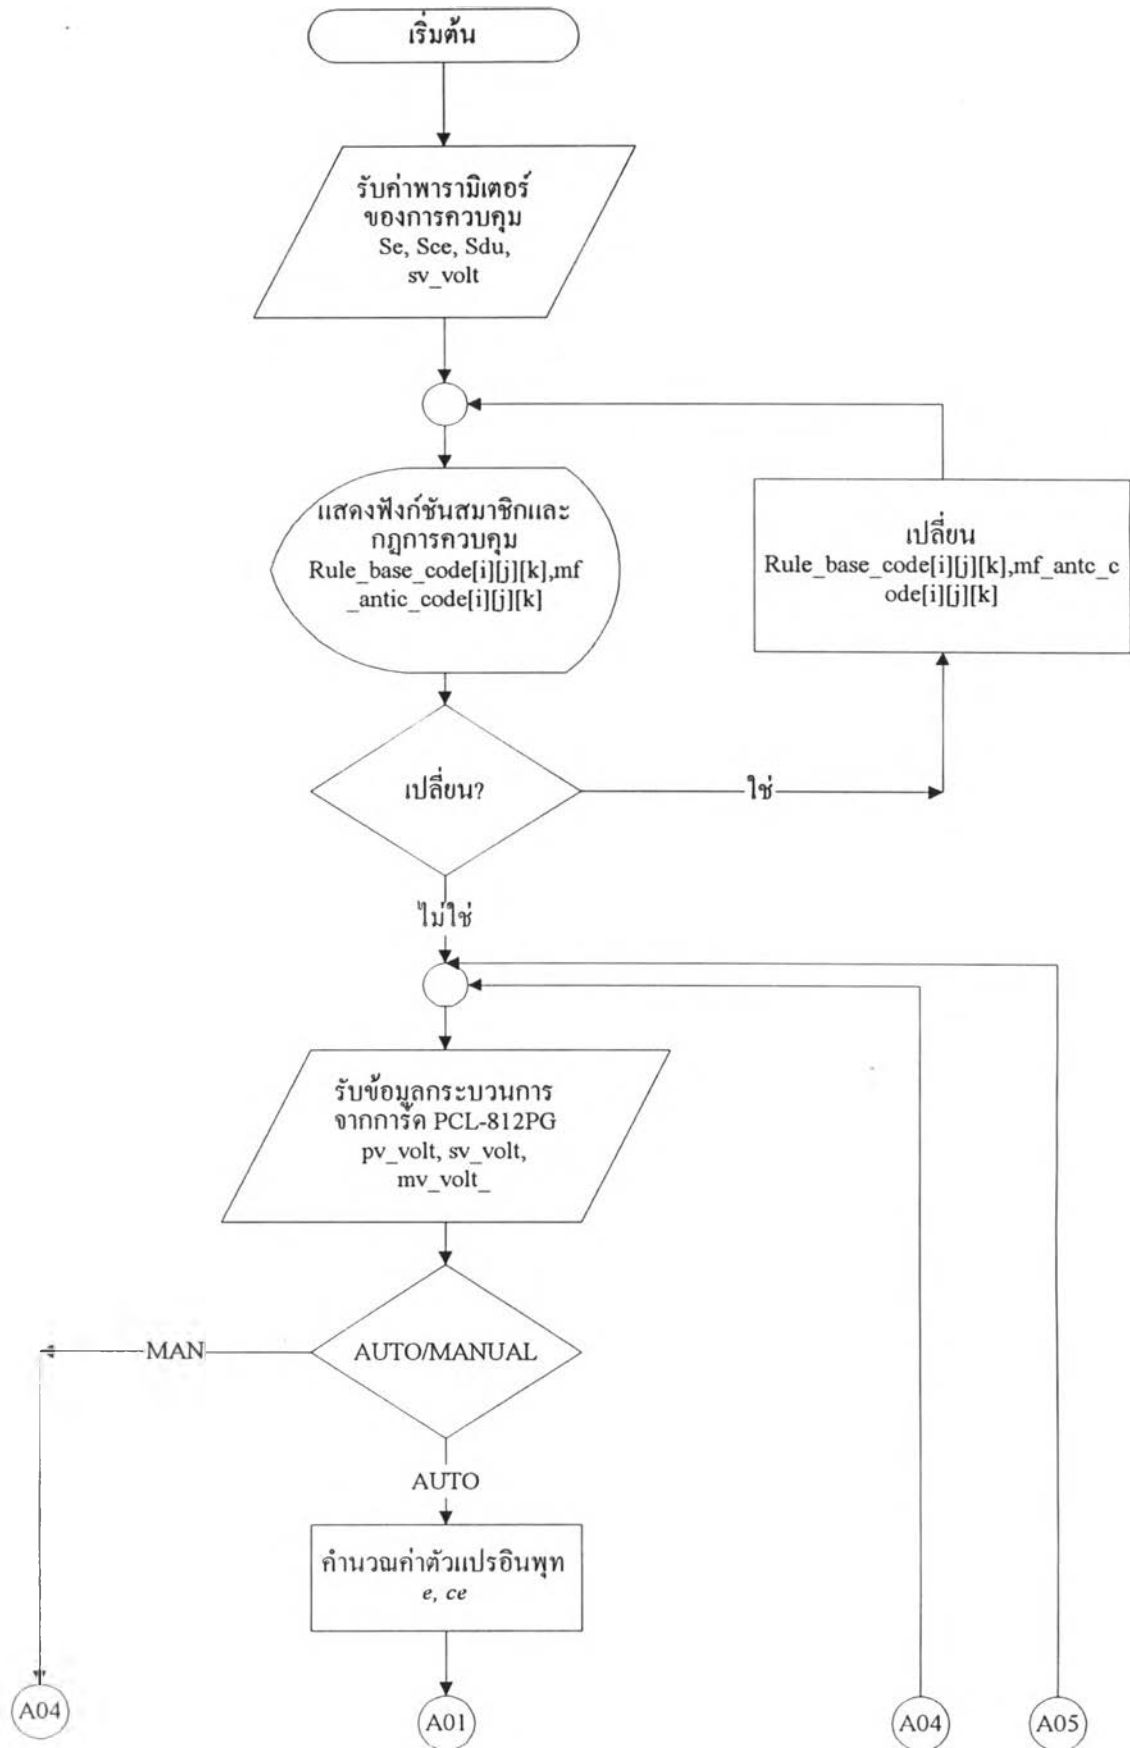 เริ่มต้น
รับค่าพารามิเตอร์
ของการควบคุม
Se, Sce, Sdu,
sv_volt
แสดงฟังก์ชันสมาชิกและ
กฎการควบคุม
Rule_base_code[i][j][k],mf
_antic_code[i][j][k]
เปลี่ยน
Rule_base_code[i][j][k],mf_antc_c
ode[i][j][k]
เปลี่ยน?
ใช่
ไม่ใช่
รับข้อมูลกระบวนการ
จากการ์ด PCL-812PG
pv_volt, sv_volt,
mv_volt_
MAN
AUTO/MANUAL
AUTO
คำนวณค่าตัวแปรอินพุท
e, ce
A04
A01
A04
A05